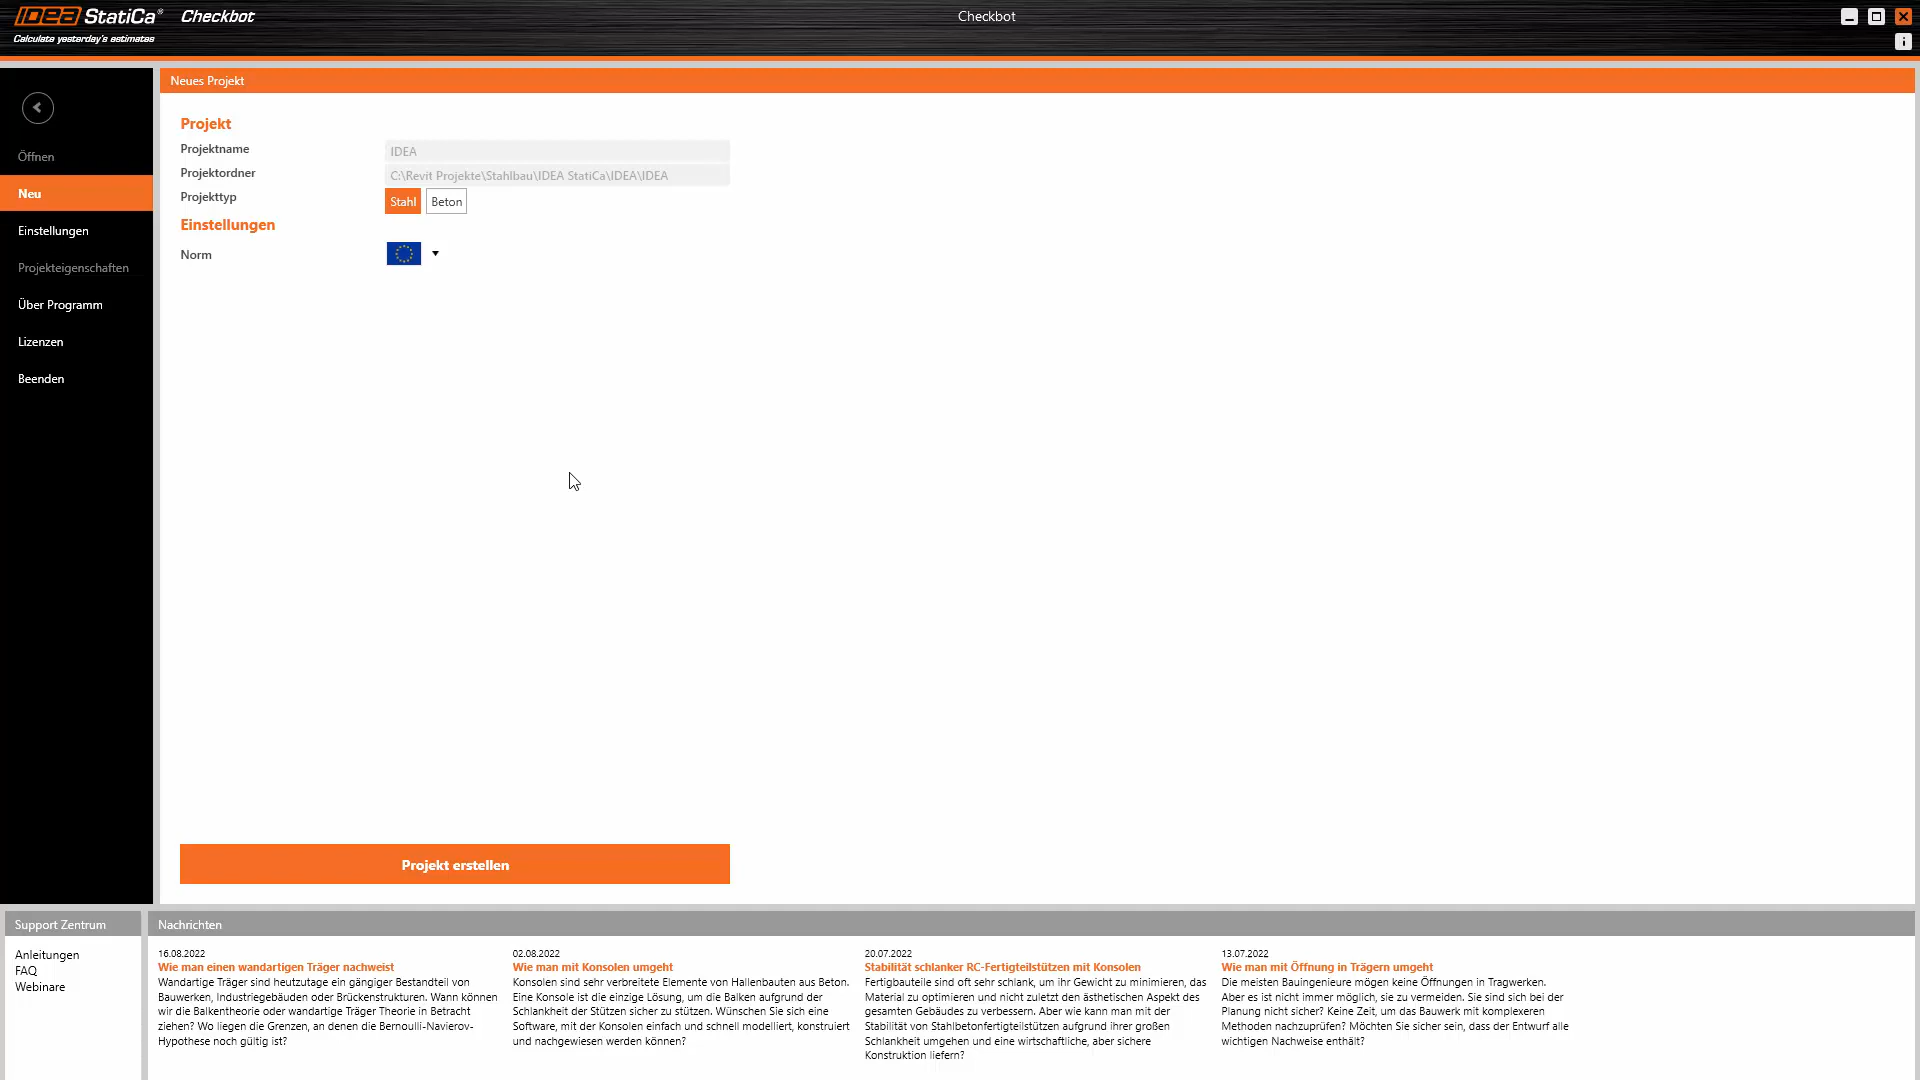 IDEA StatiCa® Checkbot
Calculate yesterday's estimates
Checkbot
Öffnen
Neu
Einstellungen
Projekteigenschaften
Über Programm
Lizenzen
Beenden
Neues Projekt
Projekt
Projektname
IDEA
Projektordner
C:\Revit Projekte\Stahlbau\IDEA StatiCa\IDEA\IDEA
Projekttyp
Stahl
Beton
Einstellungen
Norm
Projekt erstellen
Support Zentrum
Anleitungen
FAQ
Webinare
Nachrichten
16.08.2022
Wie man einen wandartigen Träger nachweist
Wandartige Träger sind heutzutage ein gängiger Bestandteil von
Bauwerken, Industriegebäuden oder Brückenstrukturen. Wann können
wir die Balkentheorie oder wandartige Träger Theorie in Betracht
ziehen? Wo liegen die Grenzen, an denen die Bernoulli-Navierov-
Hypothese noch gültig ist?
02.08.2022
Wie man mit Konsolen umgeht
Konsolen sind sehr verbreitete Elemente von Hallenbauten aus Beton.
Eine Konsole ist die einzige Lösung, um die Balken aufgrund der
Schlankheit der Stützen sicher zu stützen. Wünschen Sie sich eine
Software, mit der Konsolen einfach und schnell modelliert, konstruiert
und nachgewiesen werden können?
20.07.2022
Stabilität schlanker RC-Fertigteilstützen mit Konsolen
Fertigbauteile sind oft sehr schlank, um ihr Gewicht zu minimieren, das
Material zu optimieren und nicht zuletzt den ästhetischen Aspekt des
gesamten Gebäudes zu verbessern. Aber wie kann man mit der
Stabilität von Stahlbetonfertigteilstützen aufgrund ihrer großen
Schlankheit umgehen und eine wirtschaftliche, aber sichere
Konstruktion liefern?
13.07.2022
Wie man mit Öffnung in Trägern umgeht
Die meisten Bauingenieure mögen keine Öffnungen in Tragwerken.
Aber es ist nicht immer möglich, sie zu vermeiden. Sie sind sich bei der
Planung nicht sicher? Keine Zeit, um das Bauwerk mit komplexeren
Methoden nachzuprüfen? Möchten Sie sicher sein, dass der Entwurf alle
wichtigen Nachweise enthält?